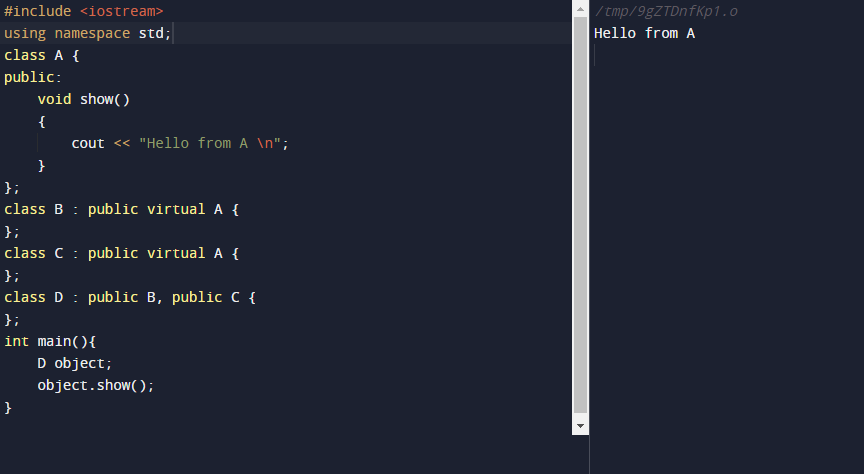 #include <iostream>
using namespace std;
class A {
public:
    void show()
    {
        cout << "Hello from A \n";
    }
};
class B : public virtual A {
};
class C : public virtual A {
};
class D : public B, public C {
};
int main(){
    D object;
    object.show();
}
/tmp/9gZTDnfKp1.o
Hello from A